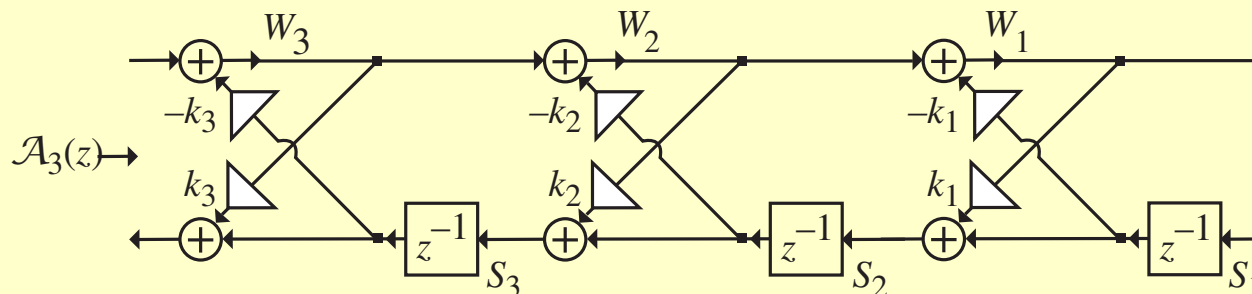 W₃ W₂ W₁
−k₃ −k₂ −k₁
𝒜₃(z)
k₃ k₂ k₁
z⁻¹ z⁻¹ z⁻¹
S₃ S₂